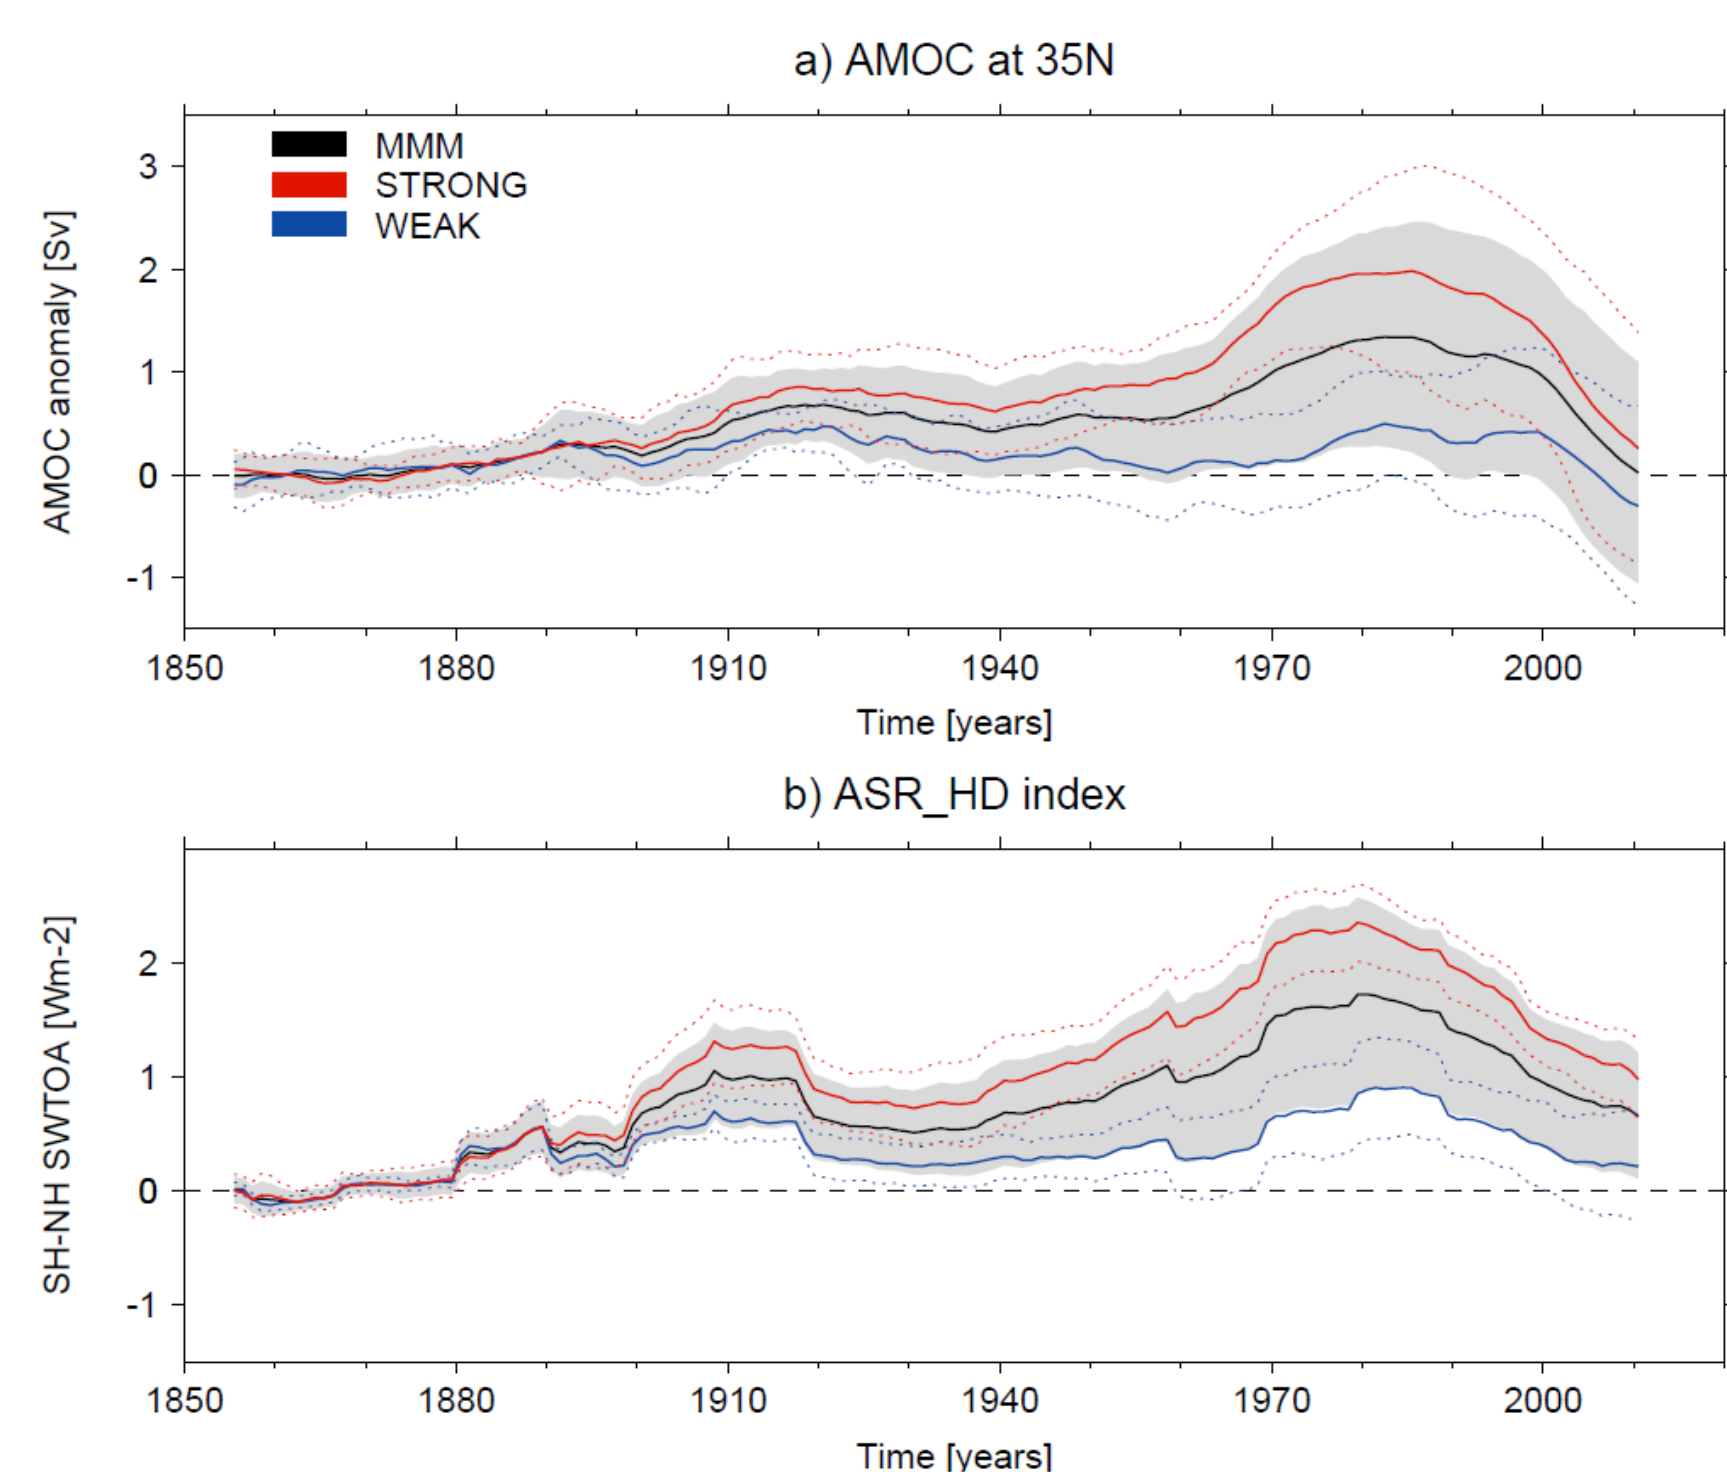 a) AMOC at 35N
MMM
STRONG
WEAK
AMOC anomaly [Sv]
3
2
1
0
-1
1850 1880 1910 1940 1970 2000
Time [years]
b) ASR_HD index
SH-NH SWTOA [Wm-2]
2
1
0
-1
1850 1880 1910 1940 1970 2000
Time [years]